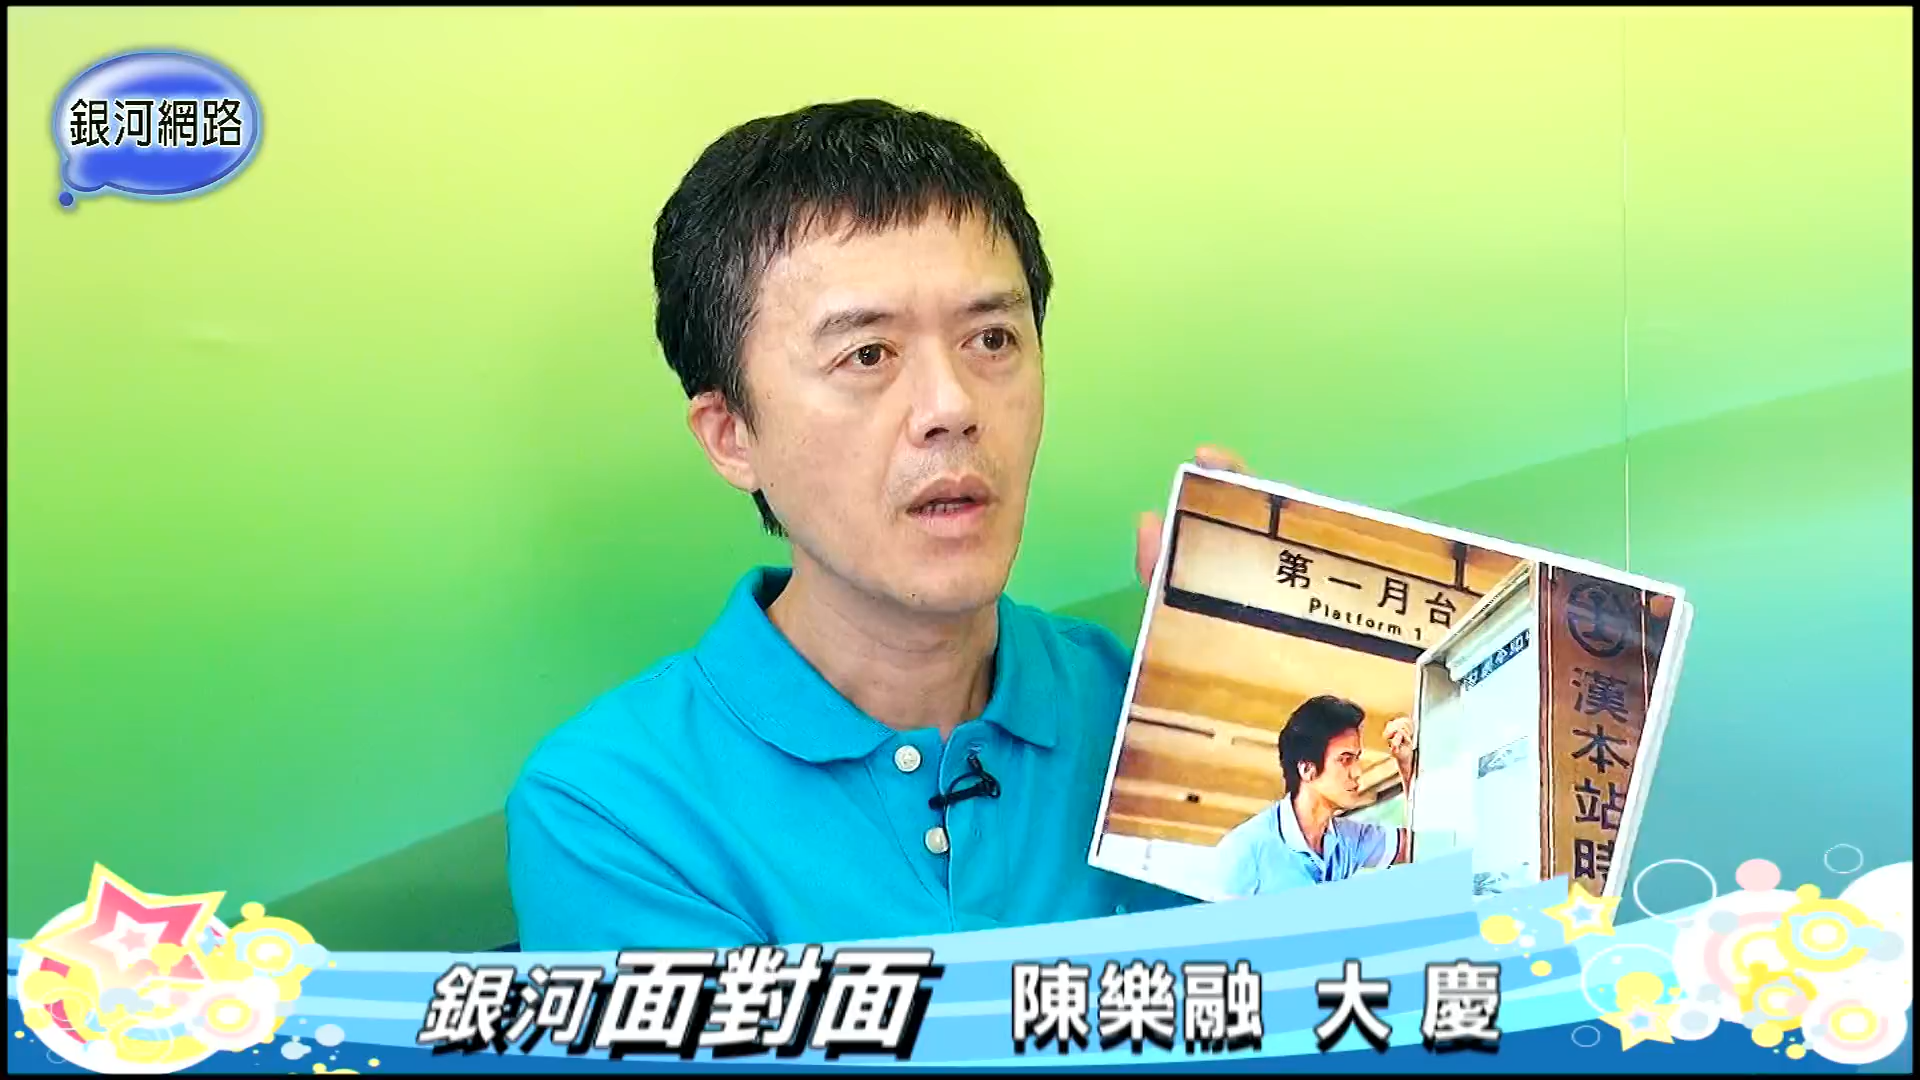 銀河網路
第一月台
Platform 1
漢本站時
銀河面對面 陳樂融 大慶